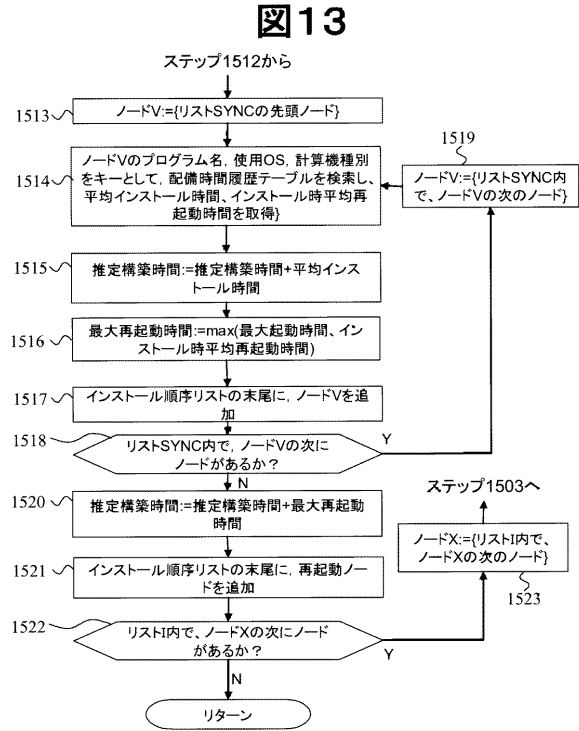 図13
ステップ1512から
1513
ノードV:={リストSYNCの先頭ノード}
1514
ノードVのプログラム名, 使用OS, 計算機種別
をキーとして, 配備時間履歴テーブルを検索し、
平均インストール時間、インストール時平均再
起動時間を取得}
1519
ノードV:={リストSYNC内
で、ノードVの次のノード}
1515
推定構築時間:=推定構築時間+平均インス
トール時間
1516
最大再起動時間:=max(最大起動時間、イン
ストール時平均再起動時間)
1517
インストール順序リストの末尾に, ノードVを追
加
1518
リストSYNC内で, ノードVの次に
ノードがあるか?
Y
N
1520
推定構築時間:=推定構築時間+最大再起動
時間
ステップ1503へ
ノードX:={リストI内で、
ノードXの次のノード}
1523
1521
インストール順序リストの末尾に, 再起動ノー
ドを追加
1522
リストI内で、ノードXの次にノード
があるか?
Y
N
リターン